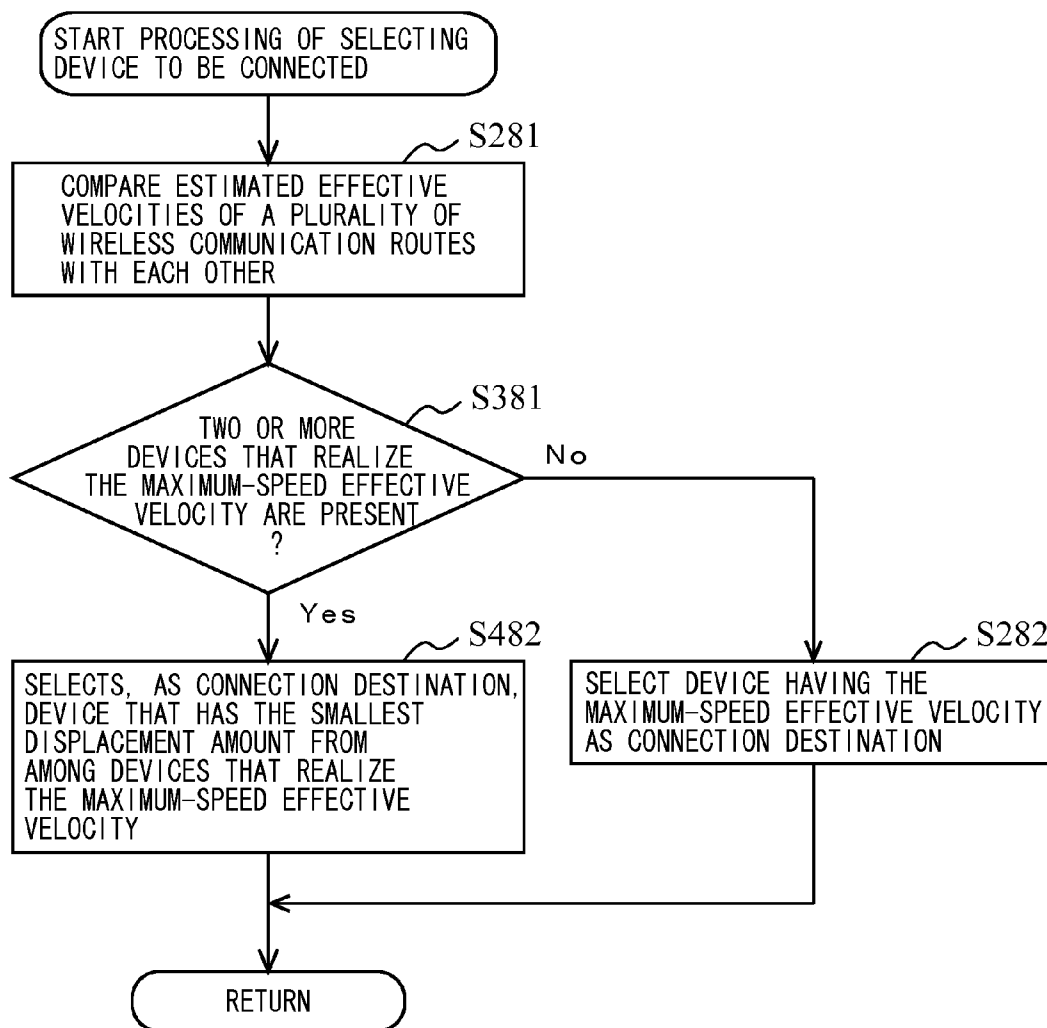 START PROCESSING OF SELECTING
DEVICE TO BE CONNECTED
S281
COMPARE ESTIMATED EFFECTIVE
VELOCITIES OF A PLURALITY OF
WIRELESS COMMUNICATION ROUTES
WITH EACH OTHER
S381
TWO OR MORE
DEVICES THAT REALIZE
THE MAXIMUM-SPEED EFFECTIVE
VELOCITY ARE PRESENT
?
No
Yes
S482
SELECTS, AS CONNECTION DESTINATION,
DEVICE THAT HAS THE SMALLEST
DISPLACEMENT AMOUNT FROM
AMONG DEVICES THAT REALIZE
THE MAXIMUM-SPEED EFFECTIVE
VELOCITY
S282
SELECT DEVICE HAVING THE
MAXIMUM-SPEED EFFECTIVE VELOCITY
AS CONNECTION DESTINATION
RETURN